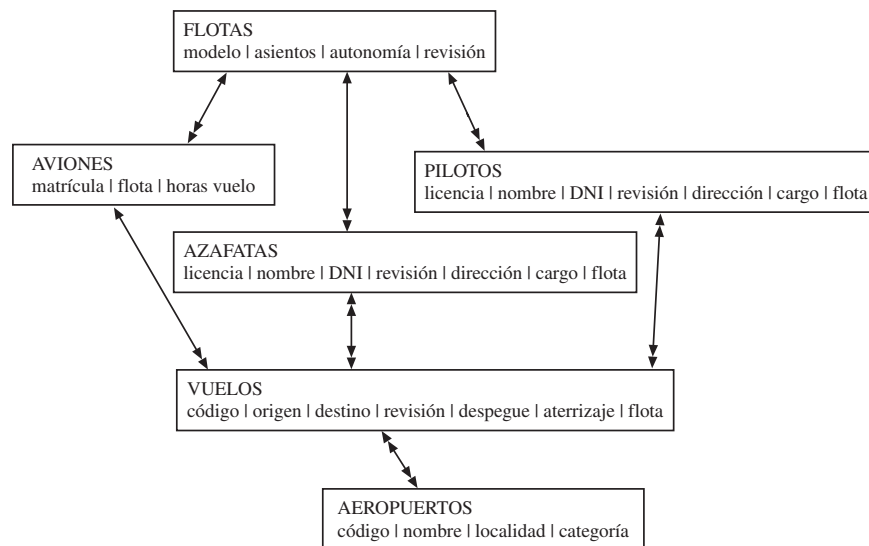 FLOTAS
modelo | asientos | autonomía | revisión
AVIONES
matrícula | flota | horas vuelo
PILOTOS
licencia | nombre | DNI | revisión | dirección | cargo | flota
AZAFATAS
licencia | nombre | DNI | revisión | dirección | cargo | flota
VUELOS
código | origen | destino | revisión | despegue | aterrizaje | flota
AEROPUERTOS
código | nombre | localidad | categoría